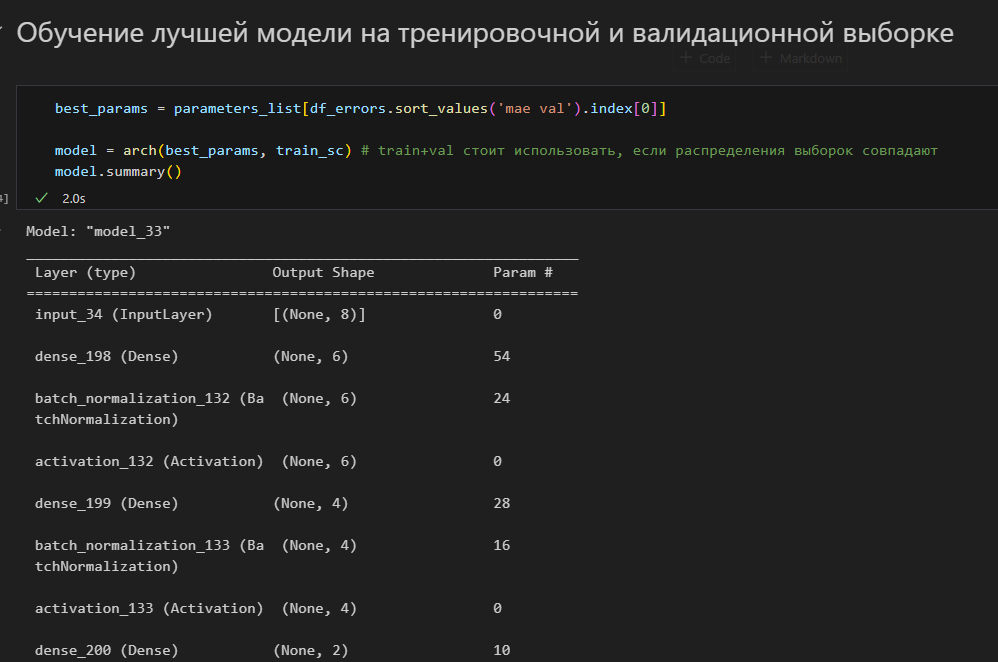 Обучение лучшей модели на тренировочной и валидационной выборке
+ Code + Markdown
best_params = parameters_list[df_errors.sort_values('mae val').index[0]]
model = arch(best_params, train_sc) # train+val стоит использовать, если распределения выборок совпадают
model.summary()
2.0s
Model: "model_33"
Layer (type) Output Shape Param #
=================================================================
input_34 (InputLayer) [(None, 8)] 0
dense_198 (Dense) (None, 6) 54
batch_normalization_132 (Ba (None, 6) 24
tchNormalization)
activation_132 (Activation) (None, 6) 0
dense_199 (Dense) (None, 4) 28
batch_normalization_133 (Ba (None, 4) 16
tchNormalization)
activation_133 (Activation) (None, 4) 0
dense_200 (Dense) (None, 2) 10